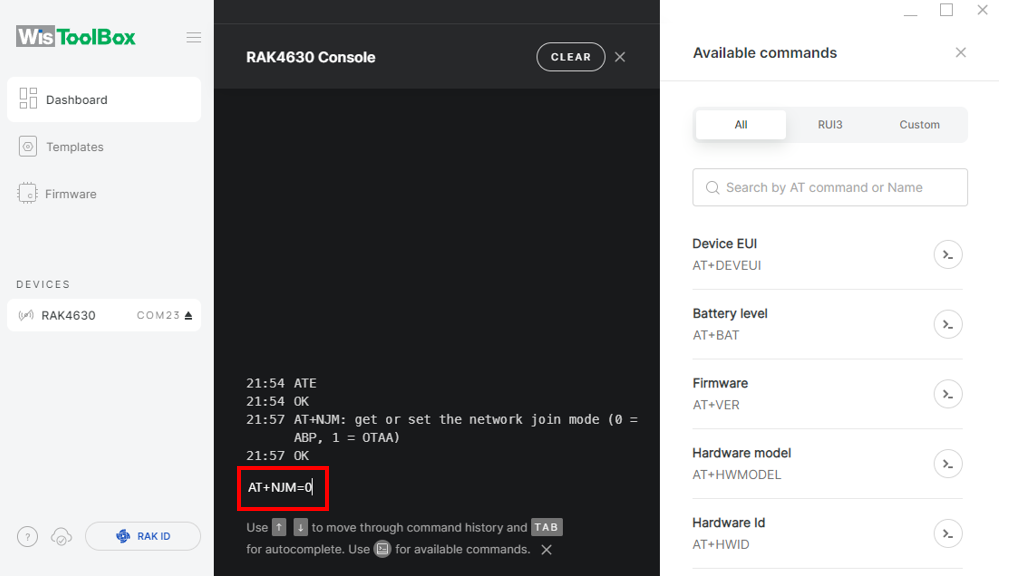 WisToolBox
Dashboard
Templates
Firmware
DEVICES
RAK4630 COM23
?
RAK ID
RAK4630 Console
CLEAR
21:54 ATE
21:54 OK
21:57 AT+NJM: get or set the network join mode (0 =
ABP, 1 = OTAA)
21:57 OK
AT+NJM=0
Use ↑ ↓ to move through command history and TAB
for autocomplete. Use for available commands.
Available commands
All RUI3 Custom
Search by AT command or Name
Device EUI
AT+DEVEUI
Battery level
AT+BAT
Firmware
AT+VER
Hardware model
AT+HWMODEL
Hardware Id
AT+HWID